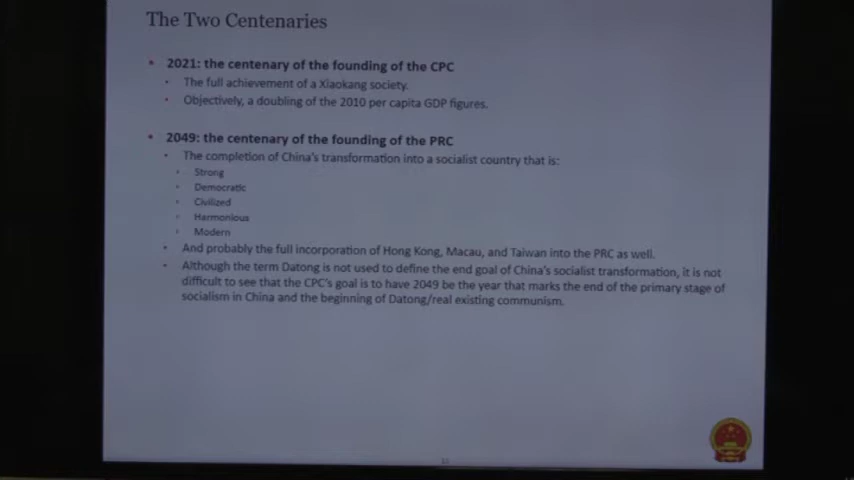 The Two Centenaries
• 2021: the centenary of the founding of the CPC
• The full achievement of a Xiaokang society.
• Objectively, a doubling of the 2010 per capita GDP figures.
• 2049: the centenary of the founding of the PRC
• The completion of China's transformation into a socialist country that is:
Strong
Democratic
Civilized
Harmonious
Modern
• And probably the full incorporation of Hong Kong, Macau, and Taiwan into the PRC as well.
• Although the term Datong is not used to define the end goal of China's socialist transformation, it is not
difficult to see that the CPC's goal is to have 2049 be the year that marks the end of the primary stage of
socialism in China and the beginning of Datong/real existing communism.